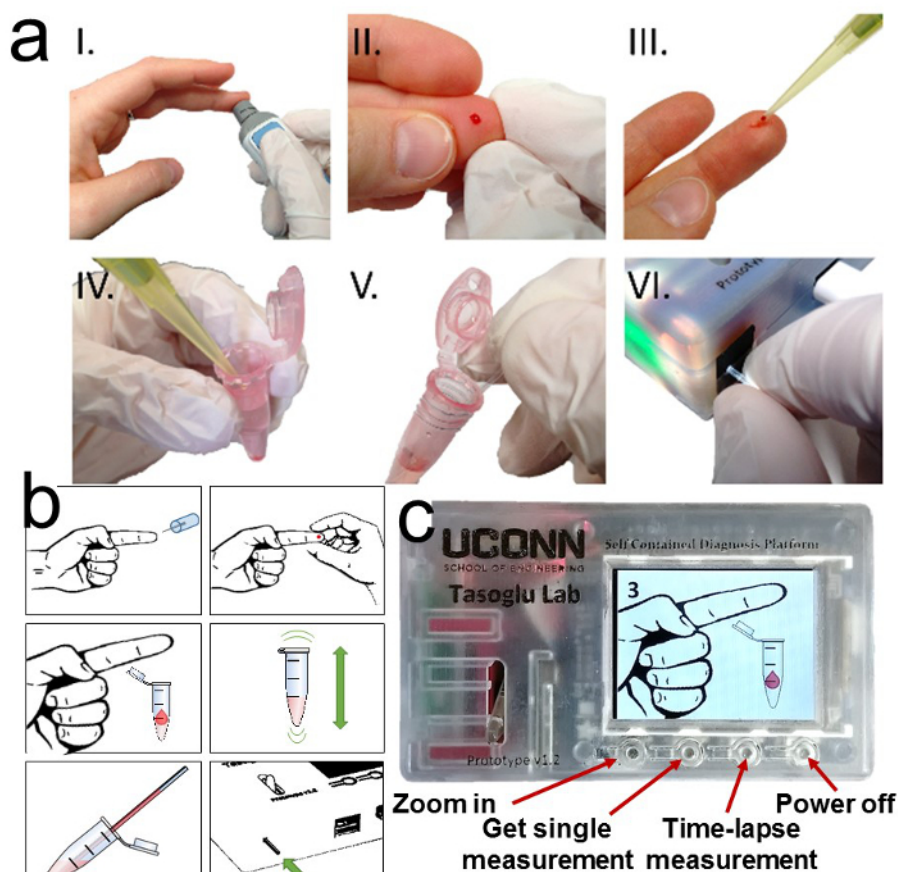 a
I.
II.
III.
IV.
V.
VI.
Prototyp
b
c
UCONN
SCHOOL OF ENGINEERING
Tasoglu Lab
Self Contained Diagnosis Platform
3
Prototype v1.2
Zoom in
Get single
measurement
Time-lapse
measurement
Power off